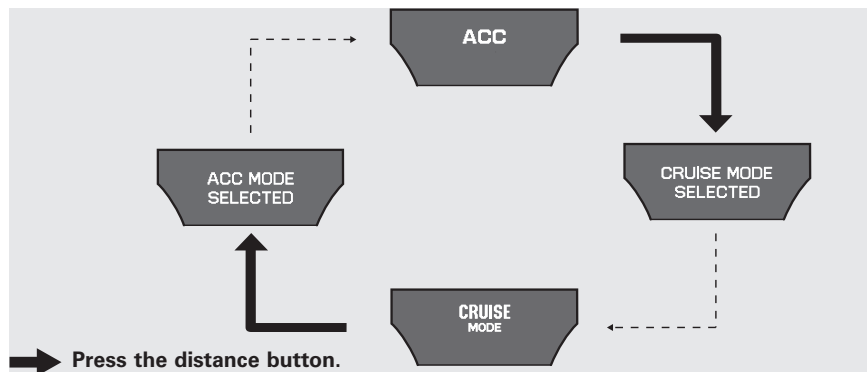 ACC
ACC MODE
SELECTED
CRUISE MODE
SELECTED
CRUISE
MODE
Press the distance button.